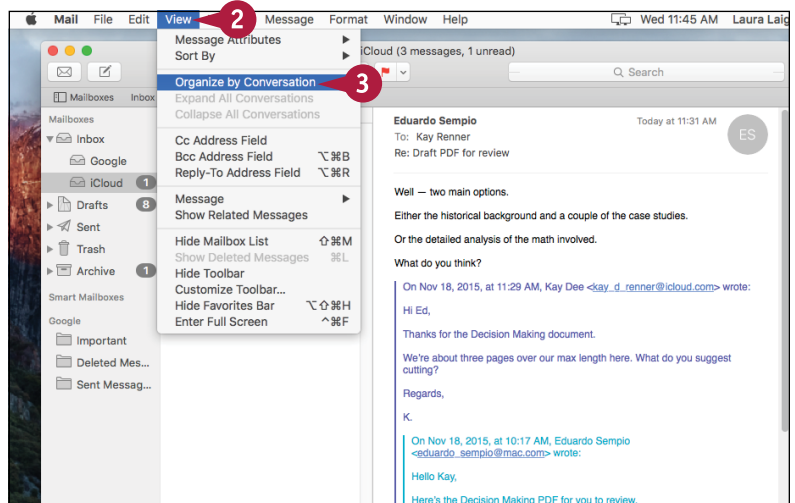 Mail File Edit View 2 Message Format Window Help Wed 11:45 AM Laura Laig
iCloud (3 messages, 1 unread)
Search
Mailboxes Inbox
Mailboxes
Inbox
Google
iCloud 1
Drafts 8
Sent
Trash
Archive 1
Smart Mailboxes
Google
Important
Deleted Mes...
Sent Messag...
Message Attributes
Sort By
Organize by Conversation 3
Expand All Conversations
Collapse All Conversations
Cc Address Field
Bcc Address Field ⌥⌘B
Reply-To Address Field ⌥⌘R
Message
Show Related Messages
Hide Mailbox List ⇧⌘M
Show Deleted Messages ⌘L
Hide Toolbar
Customize Toolbar...
Hide Favorites Bar ⌥⇧⌘H
Enter Full Screen ^⌘F
Eduardo Sempio Today at 11:31 AM
ES
To: Kay Renner
Re: Draft PDF for review
Well — two main options.
Either the historical background and a couple of the case studies.
Or the detailed analysis of the math involved.
What do you think?
On Nov 18, 2015, at 11:29 AM, Kay Dee <kay_d_renner@icloud.com> wrote:
Hi Ed,
Thanks for the Decision Making document.
We're about three pages over our max length here. What do you suggest
cutting?
Regards,
K.
On Nov 18, 2015, at 10:17 AM, Eduardo Sempio
<eduardo_sempio@mac.com> wrote:
Hello Kay,
Here's the Decision Making PDF for you to review.